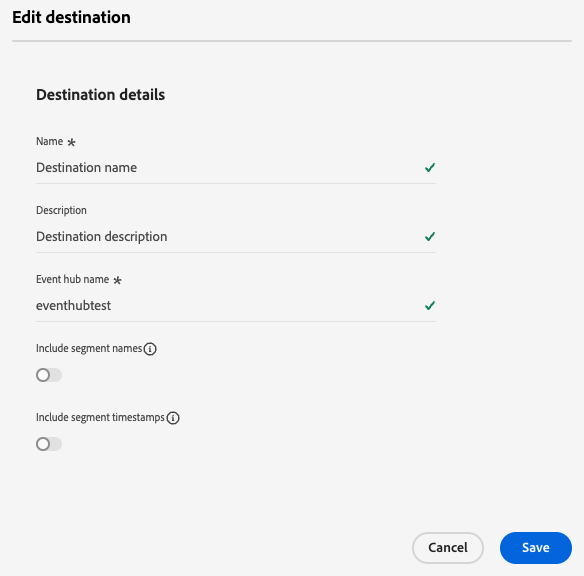 Edit destination
Destination details
Name *
Destination name
Description
Destination description
Event hub name *
eventhubtest
Include segment names
Include segment timestamps
Cancel Save